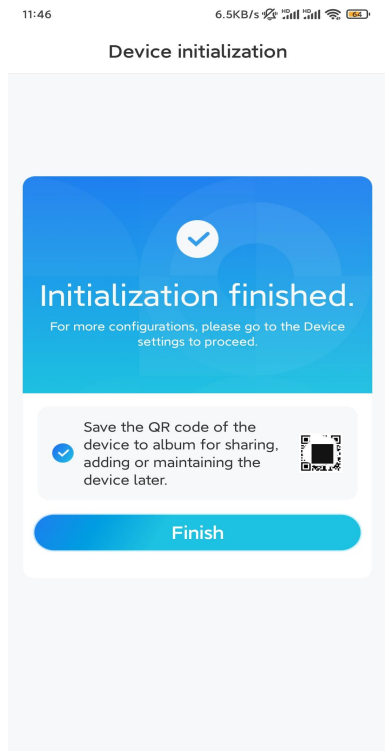 11:46 6.5KB/s HD HD 64
Device initialization
Initialization finished.
For more configurations, please go to the Device
settings to proceed.
Save the QR code of the
device to album for sharing,
adding or maintaining the
device later.
Finish